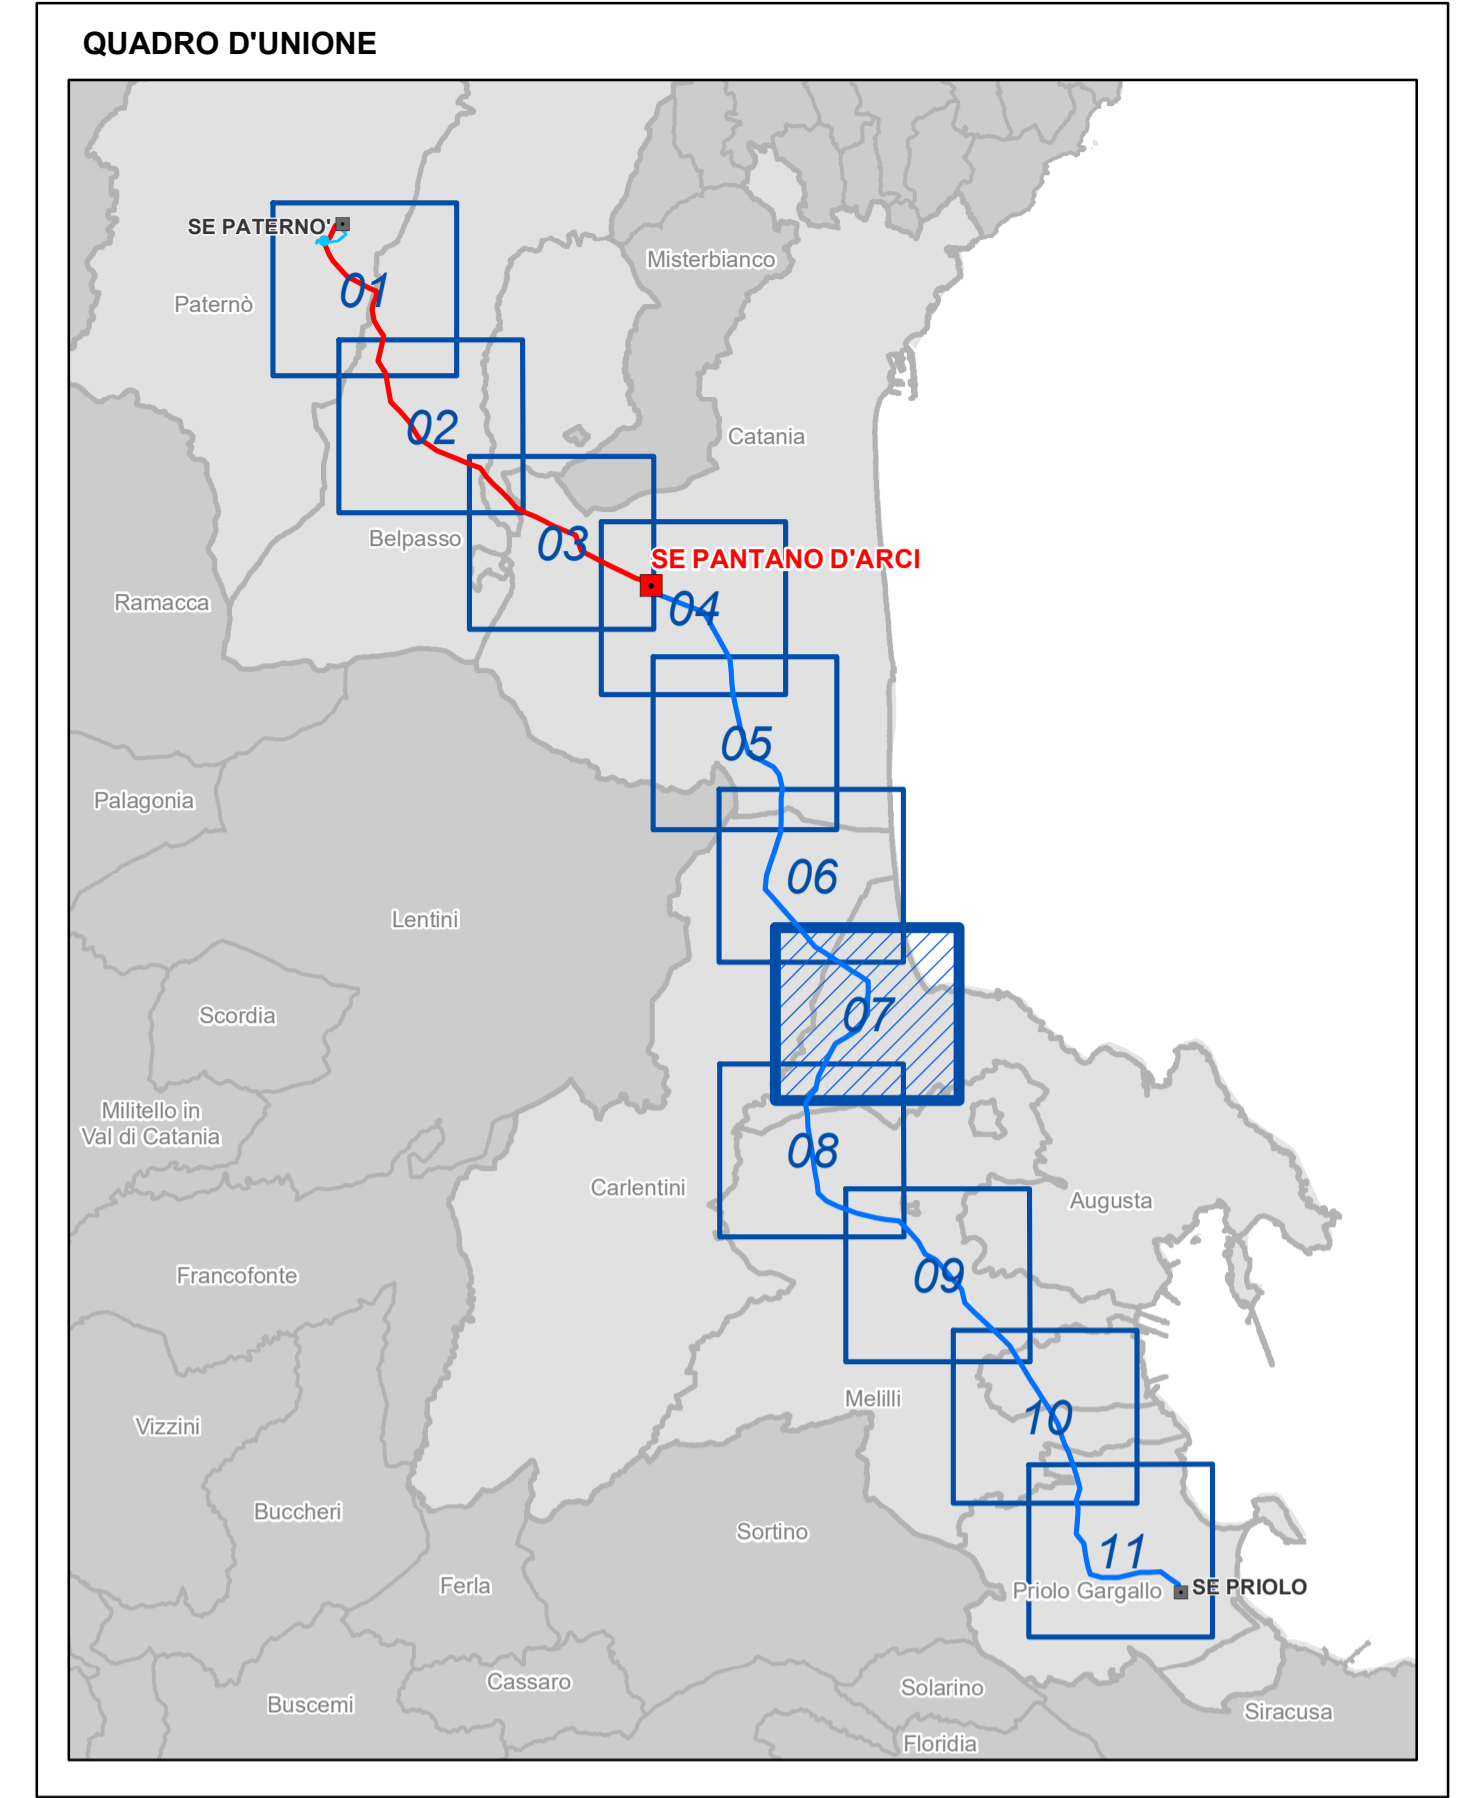 QUADRO D'UNIONE
SE PATERNO'
Misterbianco
01
Paternò
02
Catania
Belpasso
03
SE PANTANO D'ARCI
Ramacca
04
05
Palagonia
06
Lentini
Scordia
07
Militello in
Val di Catania
08
Carlentini
Augusta
Francofonte
09
Melilli
10
Vizzini
Buccheri
Sortino
11
Ferla
Priolo Gargallo
SE PRIOLO
Cassaro
Solarino
Buscemi
Siracusa
Floridia